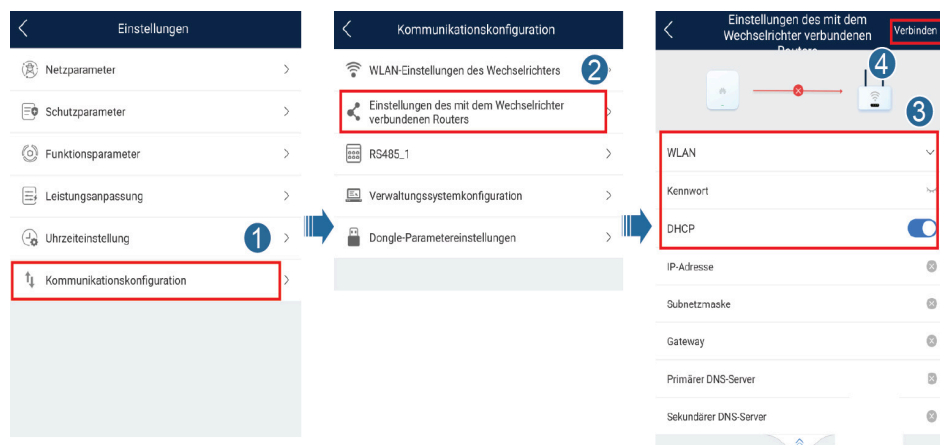 Einstellungen
Netzparameter
Schutzparameter
Funktionsparameter
Leistungsanpassung
Uhrzeiteinstellung
1
Kommunikationskonfiguration
Kommunikationskonfiguration
WLAN-Einstellungen des Wechselrichters
2
Einstellungen des mit dem Wechselrichter
verbundenen Routers
RS485_1
Verwaltungssystemkonfiguration
Dongle-Parametereinstellungen
Einstellungen des mit dem
Wechselrichter verbundenen
Routers
Verbinden
4
3
WLAN
Kennwort
DHCP
IP-Adresse
Subnetzmaske
Gateway
Primärer DNS-Server
Sekundärer DNS-Server